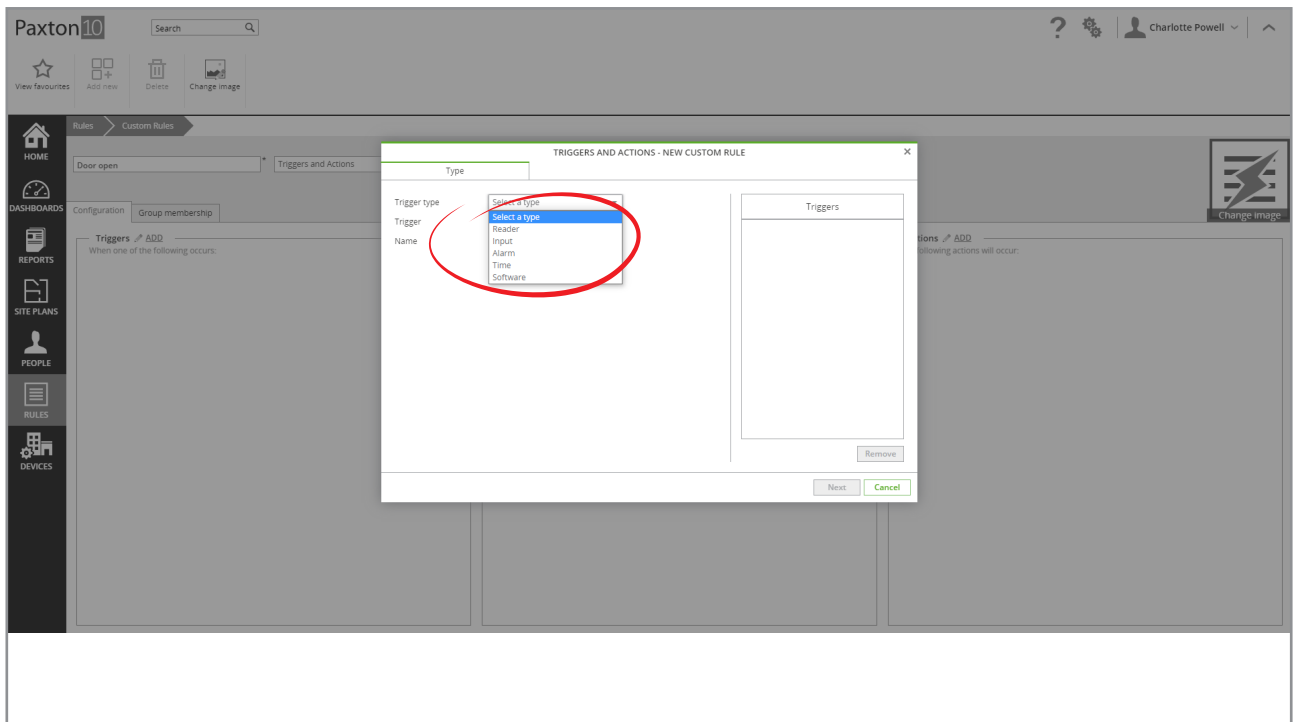 Paxton10
Search
Charlotte Powell
View favourites
Add new
Delete
Change image
Rules
Custom Rules
HOME
DASHBOARDS
REPORTS
SITE PLANS
PEOPLE
RULES
DEVICES
Door open
*
Triggers and Actions
Change image
Configuration
Group membership
Triggers ADD
When one of the following occurs:
tions ADD
ollowing actions will occur:
TRIGGERS AND ACTIONS - NEW CUSTOM RULE
Type
Trigger type
Select a type
Trigger
Name
Select a type
Reader
Input
Alarm
Time
Software
Triggers
Remove
Next
Cancel